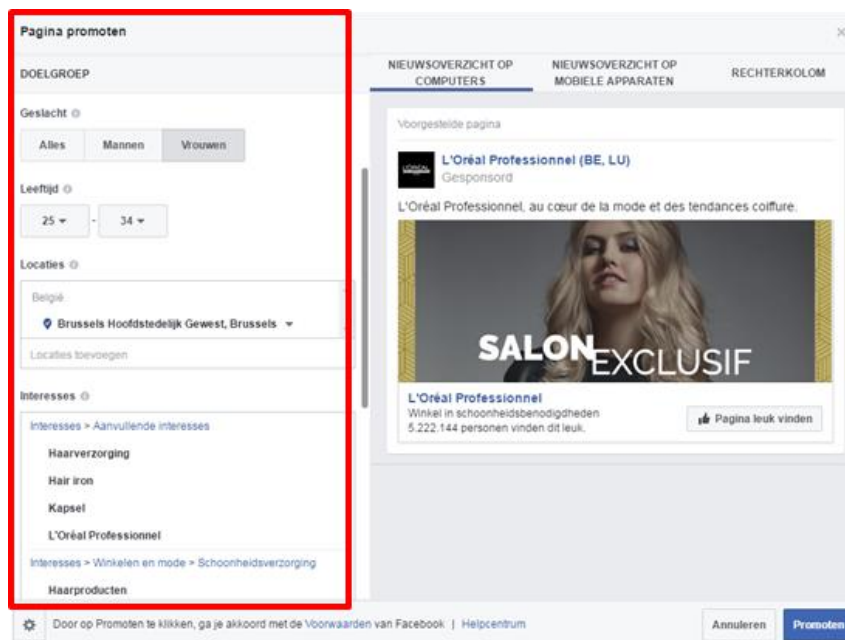 Pagina promoten
DOELGROEP
Geslacht
Alles Mannen Vrouwen
Leeftijd
25 - 34
Locaties
België
Brussels Hoofdstedelijk Gewest, Brussels
Locaties toevoegen
Interesses
Interesses > Aanvullende interesses
Haarverzorging
Hair iron
Kapsel
L'Oréal Professionnel
Interesses > Winkelen en mode > Schoonheidsverzorging
Haarproducten
NIEUWSOVERZICHT OP COMPUTERS
NIEUWSOVERZICHT OP MOBIELE APPARATEN
RECHTERKOLOM
Voorgestelde pagina
L'ORÉAL
L'Oréal Professionnel (BE, LU)
Gesponsord
L'Oréal Professionnel, au cœur de la mode et des tendances coiffure.
SALON EXCLUSIF
L'Oréal Professionnel
Winkel in schoonheidsbenodigdheden
5.222.144 personen vinden dit leuk.
Pagina leuk vinden
Door op Promoten te klikken, ga je akkoord met de Voorwaarden van Facebook | Helpcentrum
Annuleren Promoten